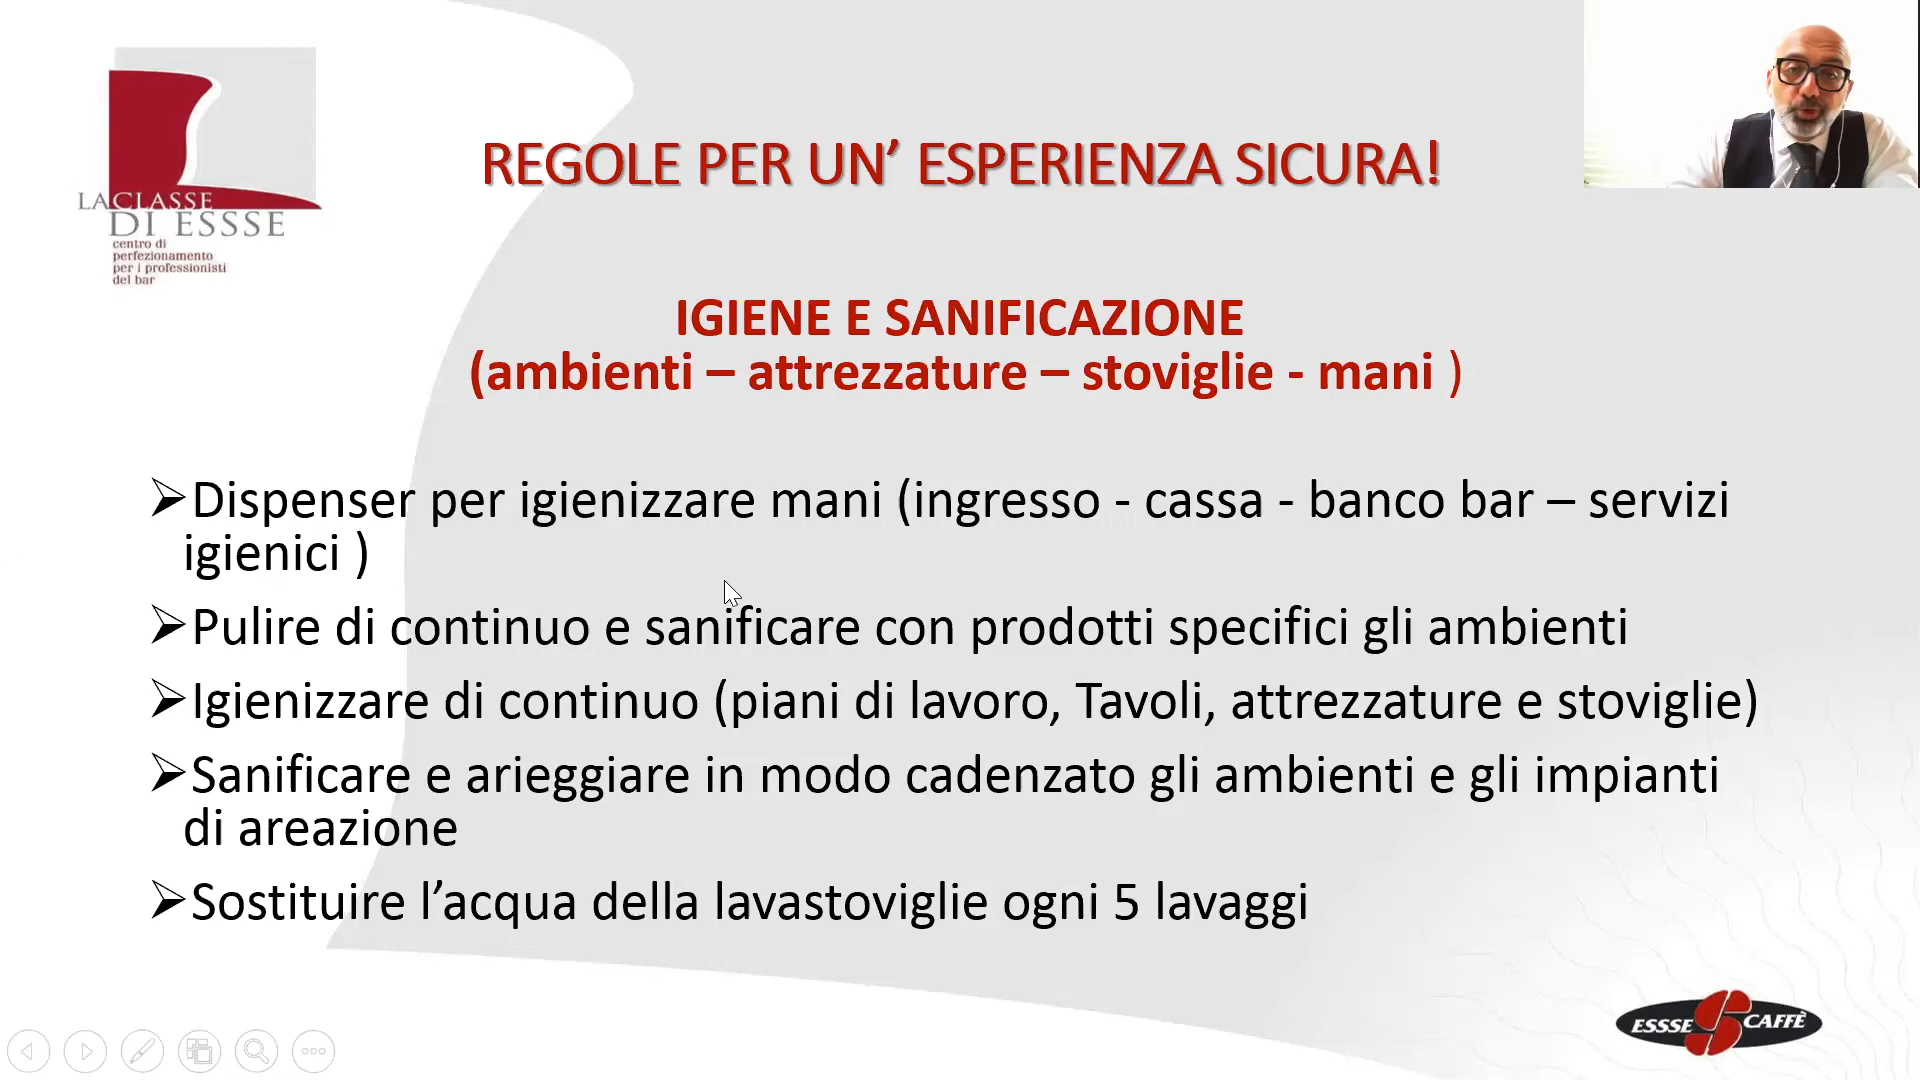 LACLASSE
DI ESSSE
centro di
perfezionamento
per i professionisti
del bar
REGOLE PER UN’ ESPERIENZA SICURA!
IGIENE E SANIFICAZIONE
(ambienti – attrezzature – stoviglie - mani )
➢Dispenser per igienizzare mani (ingresso - cassa - banco bar – servizi
igienici )
➢Pulire di continuo e sanificare con prodotti specifici gli ambienti
➢Igienizzare di continuo (piani di lavoro, Tavoli, attrezzature e stoviglie)
➢Sanificare e arieggiare in modo cadenzato gli ambienti e gli impianti
di areazione
➢Sostituire l’acqua della lavastoviglie ogni 5 lavaggi
ESSSE CAFFÈ